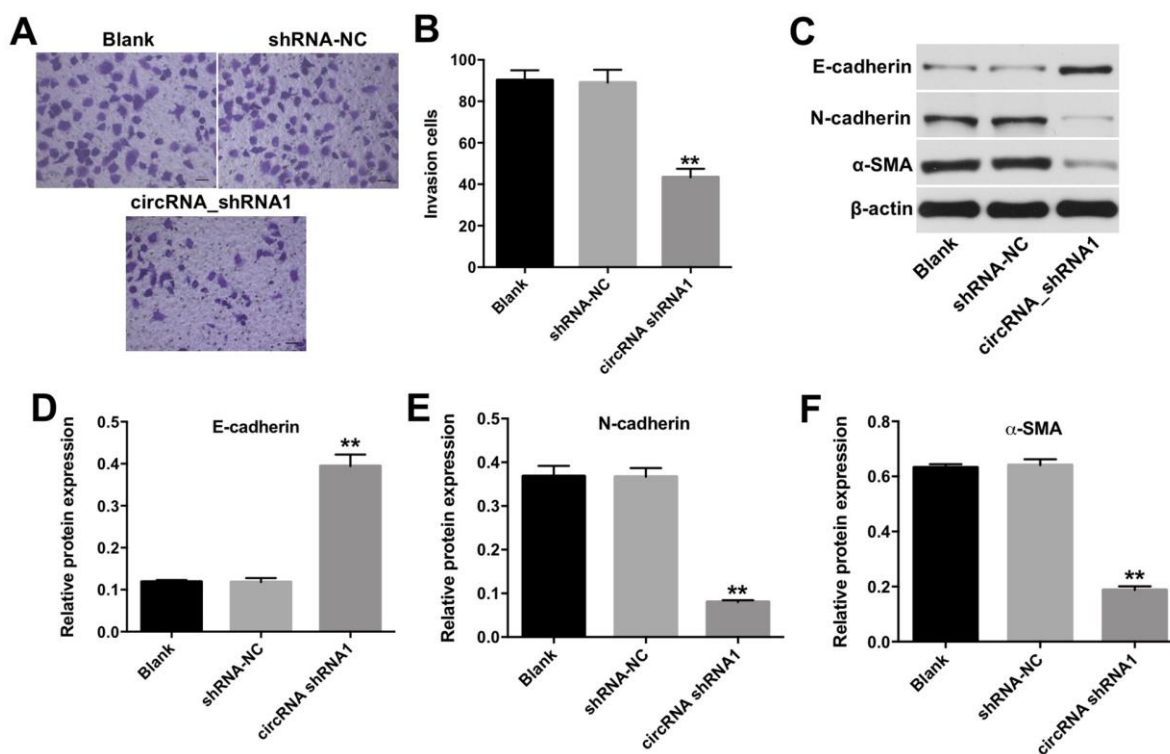 A
Blank
shRNA-NC
circRNA_shRNA1
B
Invasion cells
100
80
60
40
20
0
**
Blank
shRNA-NC
circRNA shRNA1
C
E-cadherin
N-cadherin
α-SMA
β-actin
Blank
shRNA-NC
circRNA_shRNA1
D
E-cadherin
Relative protein expression
0.5
0.4
0.3
0.2
0.1
0.0
**
Blank
shRNA-NC
circRNA shRNA1
E
N-cadherin
Relative protein expression
0.5
0.4
0.3
0.2
0.1
0.0
**
Blank
shRNA-NC
circRNA shRNA1
F
α-SMA
Relative protein expression
0.8
0.6
0.4
0.2
0.0
**
Blank
shRNA-NC
circRNA shRNA1